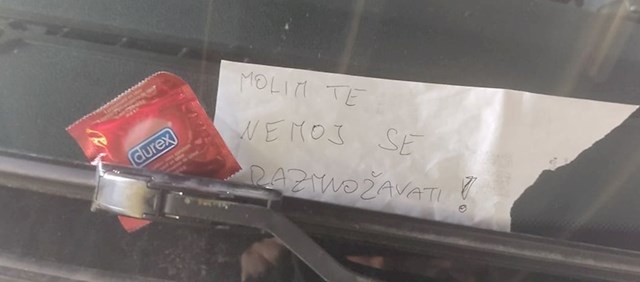 durex
MOLIM TE
NEMOJ SE
RAZMNOŽAVATI!